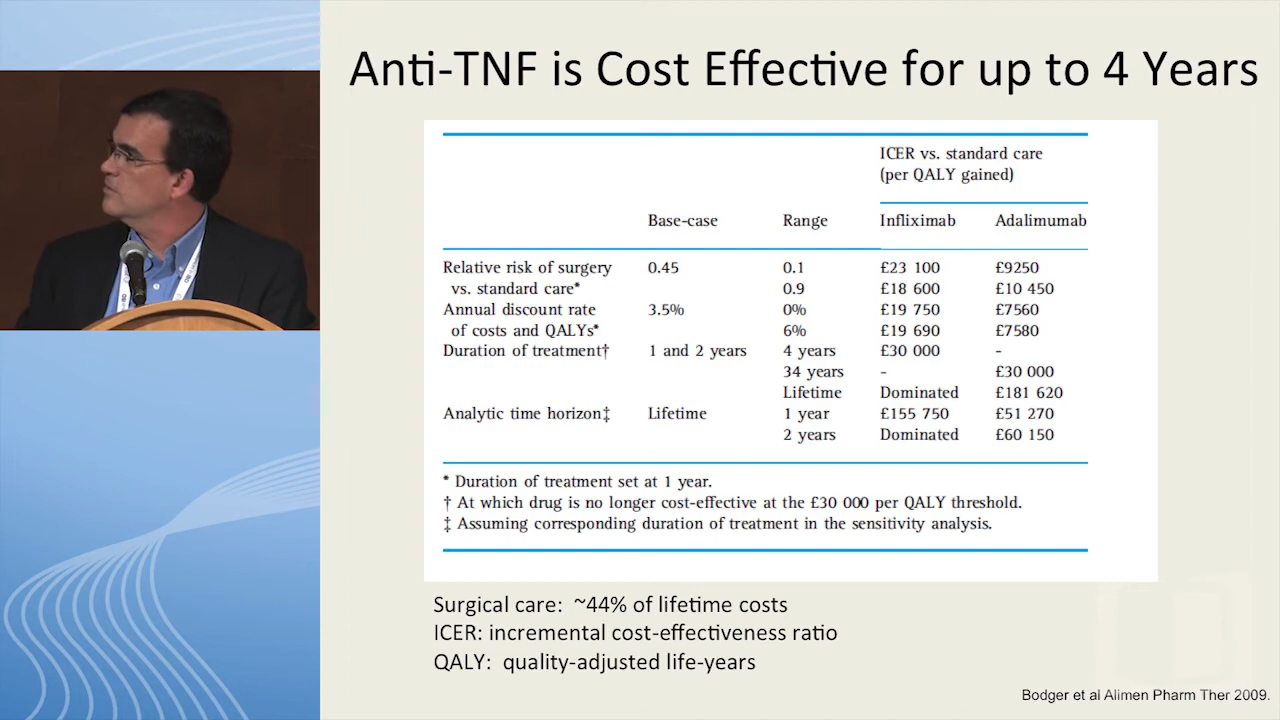 Anti-TNF is Cost Effective for up to 4 Years
ICER vs. standard care
(per QALY gained)
Base-case Range Infliximab Adalimumab
Relative risk of surgery 0.45 0.1 £23 100 £9250
vs. standard care* 0.9 £18 600 £10 450
Annual discount rate 3.5% 0% £19 750 £7560
of costs and QALYs* 6% £19 690 £7580
Duration of treatment† 1 and 2 years 4 years £30 000 -
34 years - £30 000
Lifetime Dominated £181 620
Analytic time horizon‡ Lifetime 1 year £155 750 £51 270
2 years Dominated £60 150
* Duration of treatment set at 1 year.
† At which drug is no longer cost-effective at the £30 000 per QALY threshold.
‡ Assuming corresponding duration of treatment in the sensitivity analysis.
Surgical care: ~44% of lifetime costs
ICER: incremental cost-effectiveness ratio
QALY: quality-adjusted life-years
Bodger et al Alimen Pharm Ther 2009.